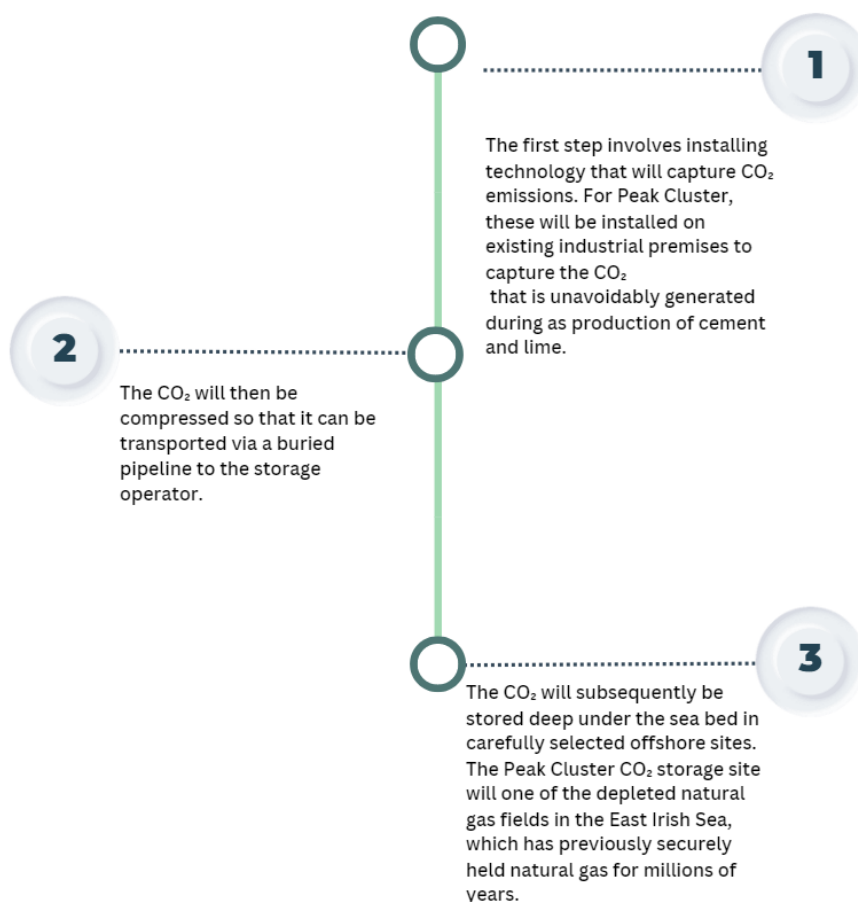 1
The first step involves installing
technology that will capture CO₂
emissions. For Peak Cluster,
these will be installed on
existing industrial premises to
capture the CO₂
that is unavoidably generated
during as production of cement
and lime.
2
The CO₂ will then be
compressed so that it can be
transported via a buried
pipeline to the storage
operator.
3
The CO₂ will subsequently be
stored deep under the sea bed in
carefully selected offshore sites.
The Peak Cluster CO₂ storage site
will one of the depleted natural
gas fields in the East Irish Sea,
which has previously securely
held natural gas for millions of
years.